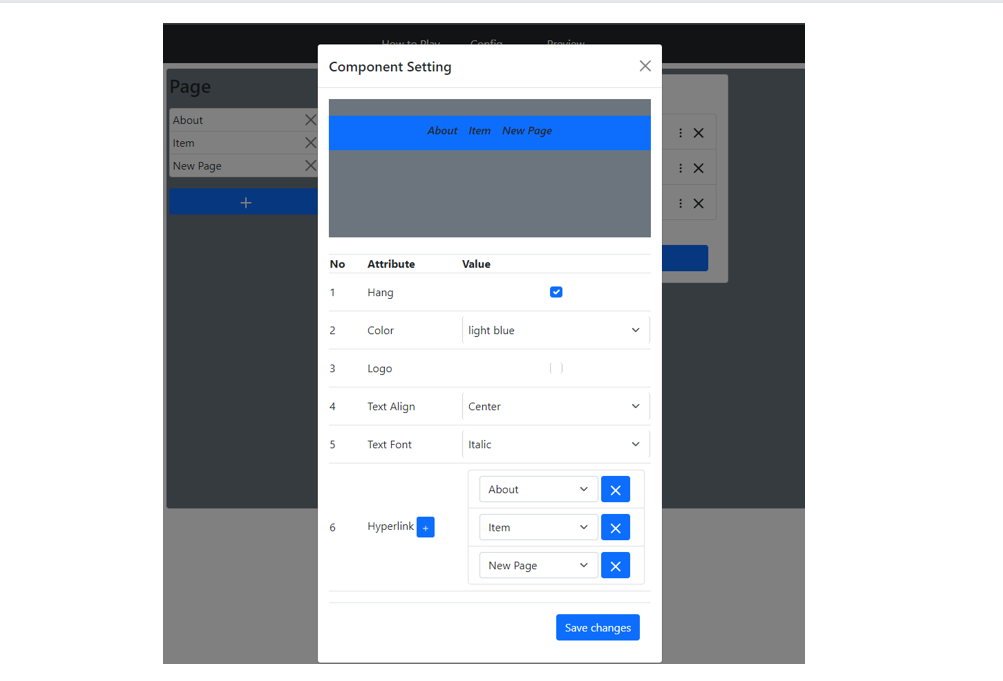 How to Play Config Preview
Component Setting
Page
About
Item
New Page
+
About Item New Page
No Attribute Value
1 Hang
2 Color light blue
3 Logo
4 Text Align Center
5 Text Font Italic
6 Hyperlink +
About
Item
New Page
Save changes